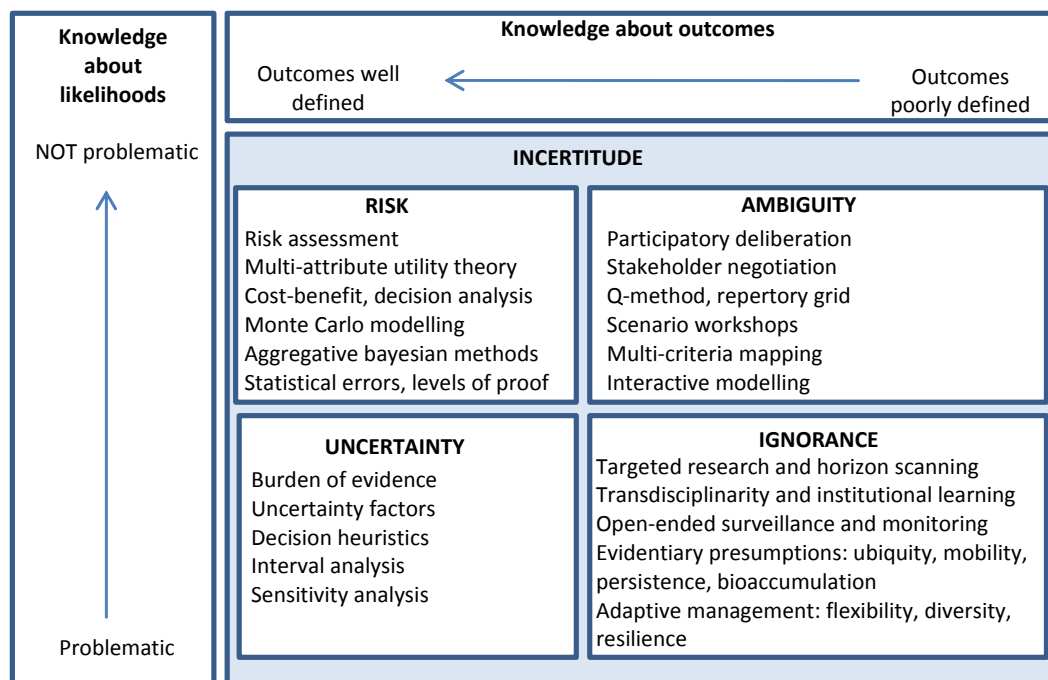 Knowledge
about
likelihoods
NOT problematic
Problematic
Knowledge about outcomes
Outcomes well
defined
Outcomes
poorly defined
INCERTITUDE
RISK
Risk assessment
Multi-attribute utility theory
Cost-benefit, decision analysis
Monte Carlo modelling
Aggregative bayesian methods
Statistical errors, levels of proof
AMBIGUITY
Participatory deliberation
Stakeholder negotiation
Q-method, repertory grid
Scenario workshops
Multi-criteria mapping
Interactive modelling
UNCERTAINTY
Burden of evidence
Uncertainty factors
Decision heuristics
Interval analysis
Sensitivity analysis
IGNORANCE
Targeted research and horizon scanning
Transdisciplinarity and institutional learning
Open-ended surveillance and monitoring
Evidentiary presumptions: ubiquity, mobility,
persistence, bioaccumulation
Adaptive management: flexibility, diversity,
resilience